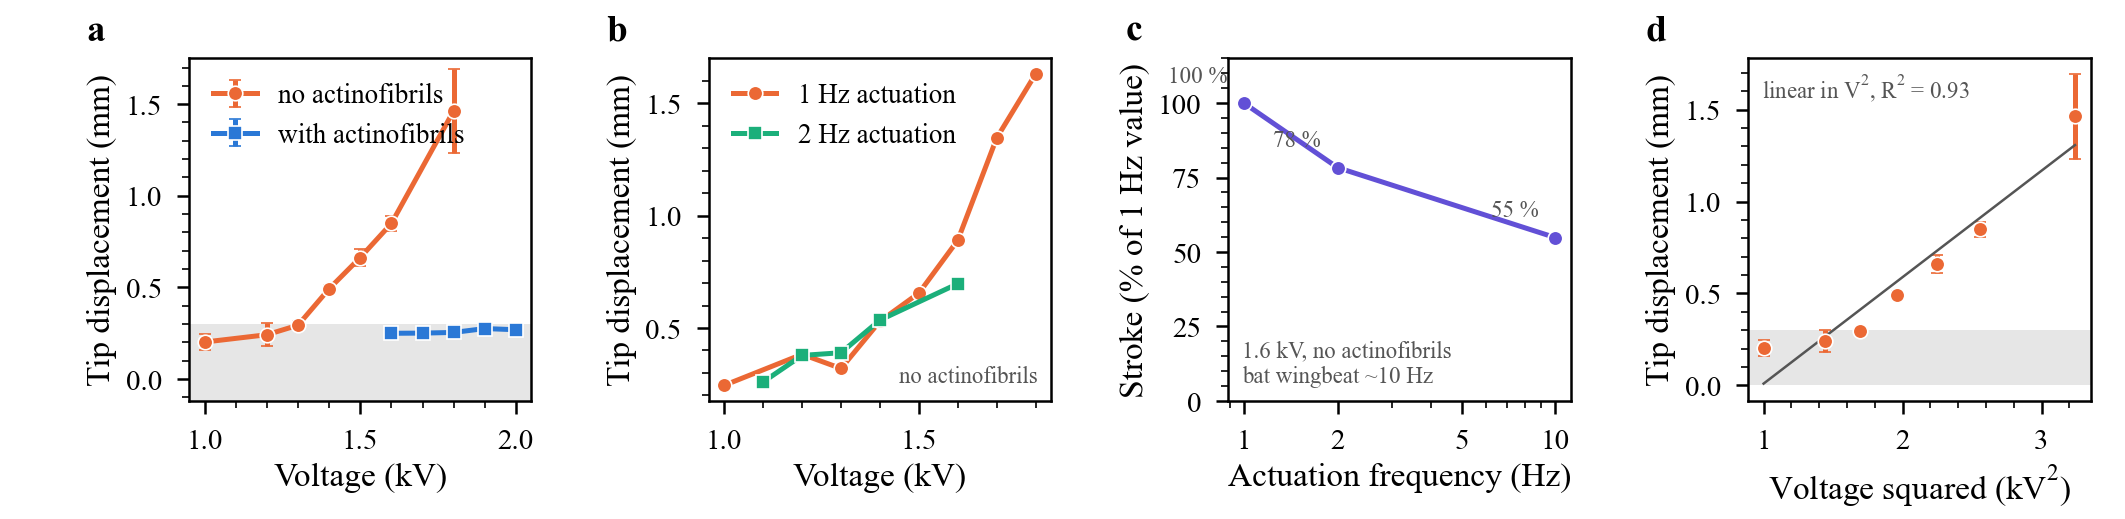 a
Tip displacement (mm)
1.5
1.0
0.5
0.0
no actinofibrils
with actinofibrils
1.0 1.5 2.0
Voltage (kV)
b
Tip displacement (mm)
1.5
1.0
0.5
1 Hz actuation
2 Hz actuation
no actinofibrils
1.0 1.5
Voltage (kV)
c
Stroke (% of 1 Hz value)
100
75
50
25
0
100 %
78 %
55 %
1.6 kV, no actinofibrils
bat wingbeat ~10 Hz
1 2 5 10
Actuation frequency (Hz)
d
Tip displacement (mm)
1.5
1.0
0.5
0.0
linear in V², R² = 0.93
1 2 3
Voltage squared (kV²)